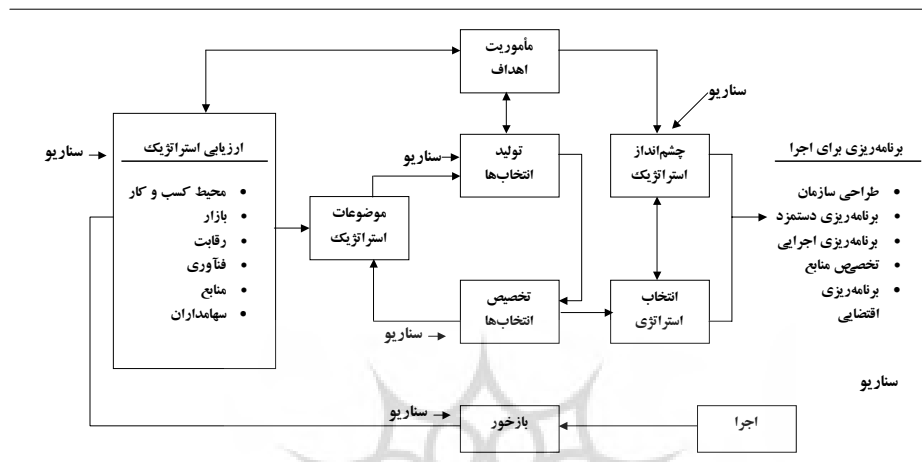 مأموریت
اهداف
سناریو
سناریو
ارزیابی استراتژیک
محیط کسب و کار
بازار
رقابت
فنآوری
منابع
سهامداران
موضوعات
استراتژیک
سناریو
تولید
انتخاب‌ها
تخصیص
انتخاب‌ها
سناریو
چشم‌انداز
استراتژیک
انتخاب
استراتژی
برنامه‌ریزی برای اجرا
طراحی سازمان
برنامه‌ریزی دستمزد
برنامه‌ریزی اجرایی
تخصیص منابع
برنامه‌ریزی
اقتضایی
سناریو
سناریو
بازخور
اجرا